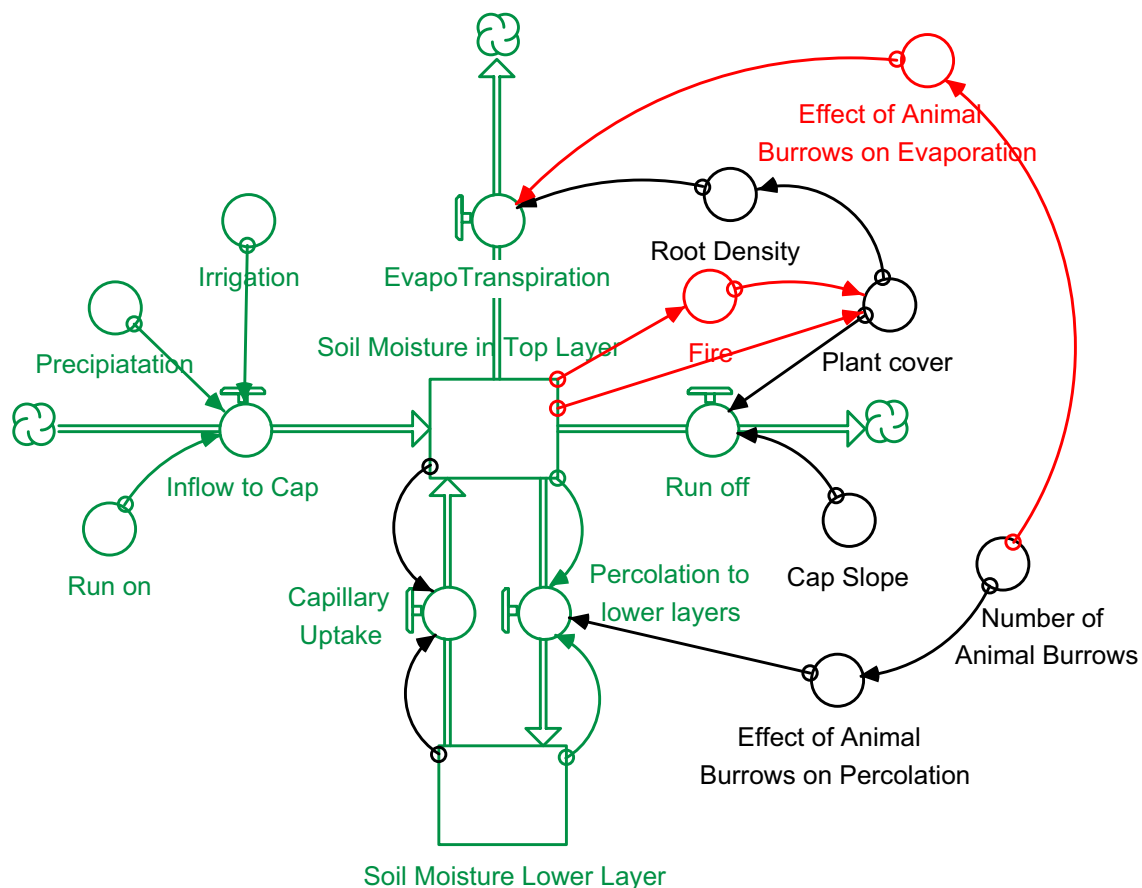 Effect of Animal
Burrows on Evaporation
Root Density
Irrigation
EvapoTranspiration
Soil Moisture in Top Layer
Fire
Precipiatation
Plant cover
Inflow to Cap
Run off
Run on
Capillary
Uptake
Percolation to
lower layers
Cap Slope
Number of
Animal Burrows
Effect of Animal
Burrows on Percolation
Soil Moisture Lower Layer